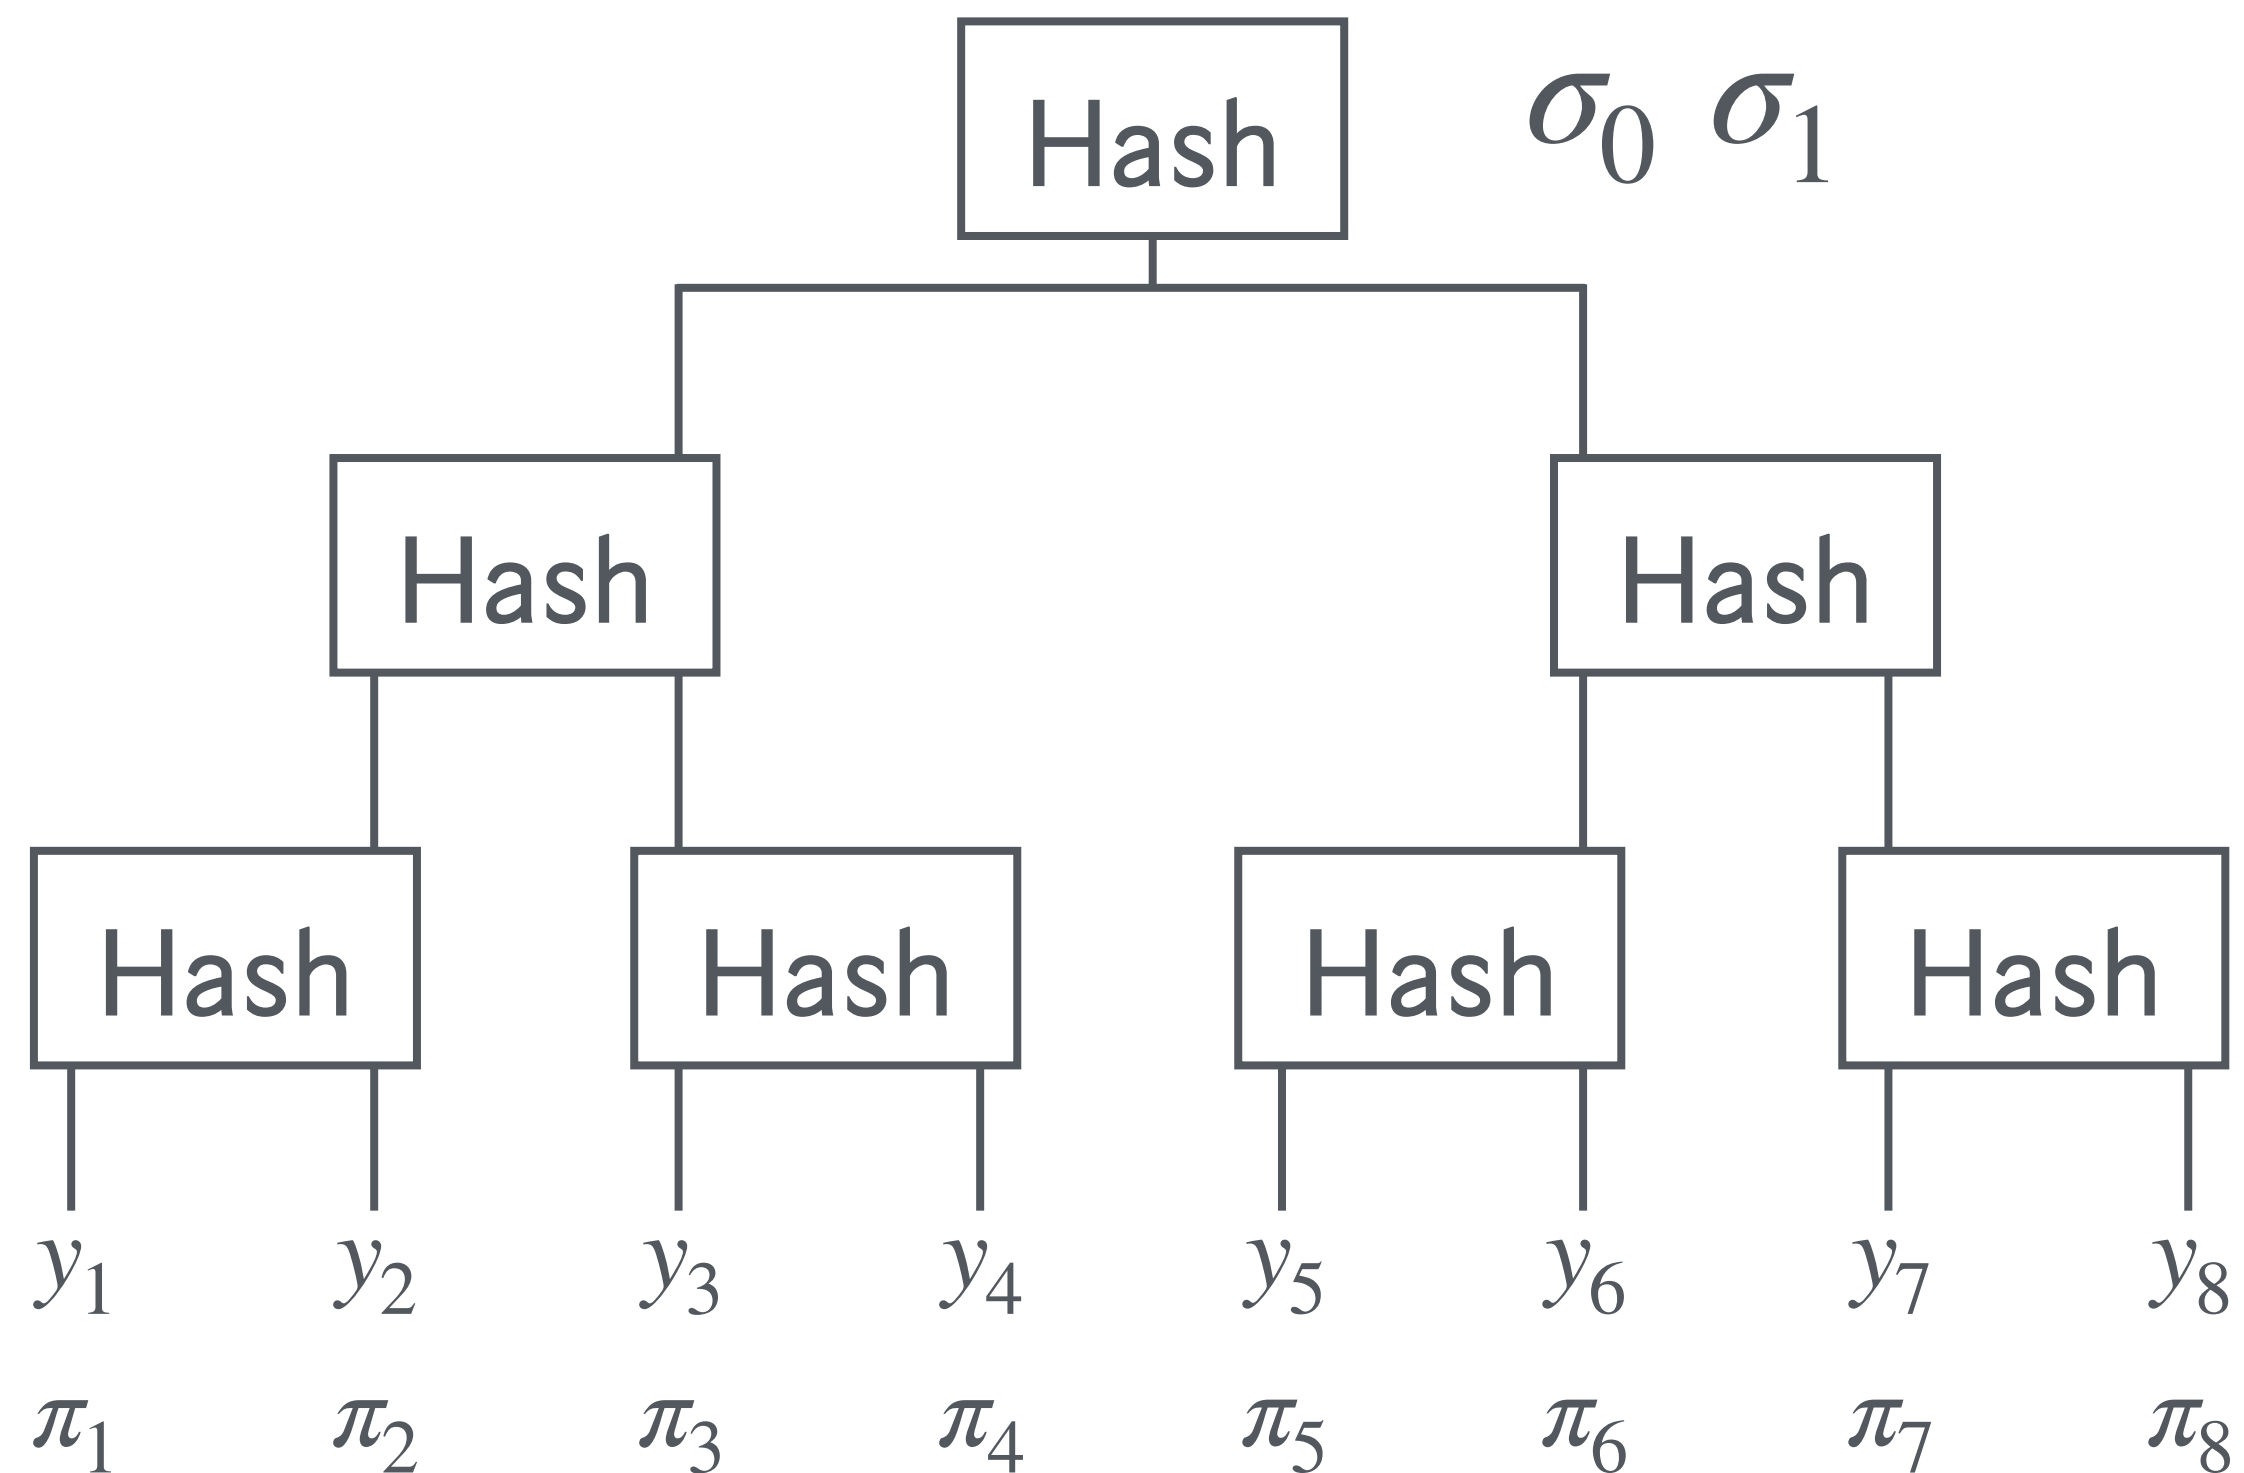 Hash σ₀ σ₁
Hash Hash
Hash Hash Hash Hash
y₁ y₂ y₃ y₄ y₅ y₆ y₇ y₈
π₁ π₂ π₃ π₄ π₅ π₆ π₇ π₈